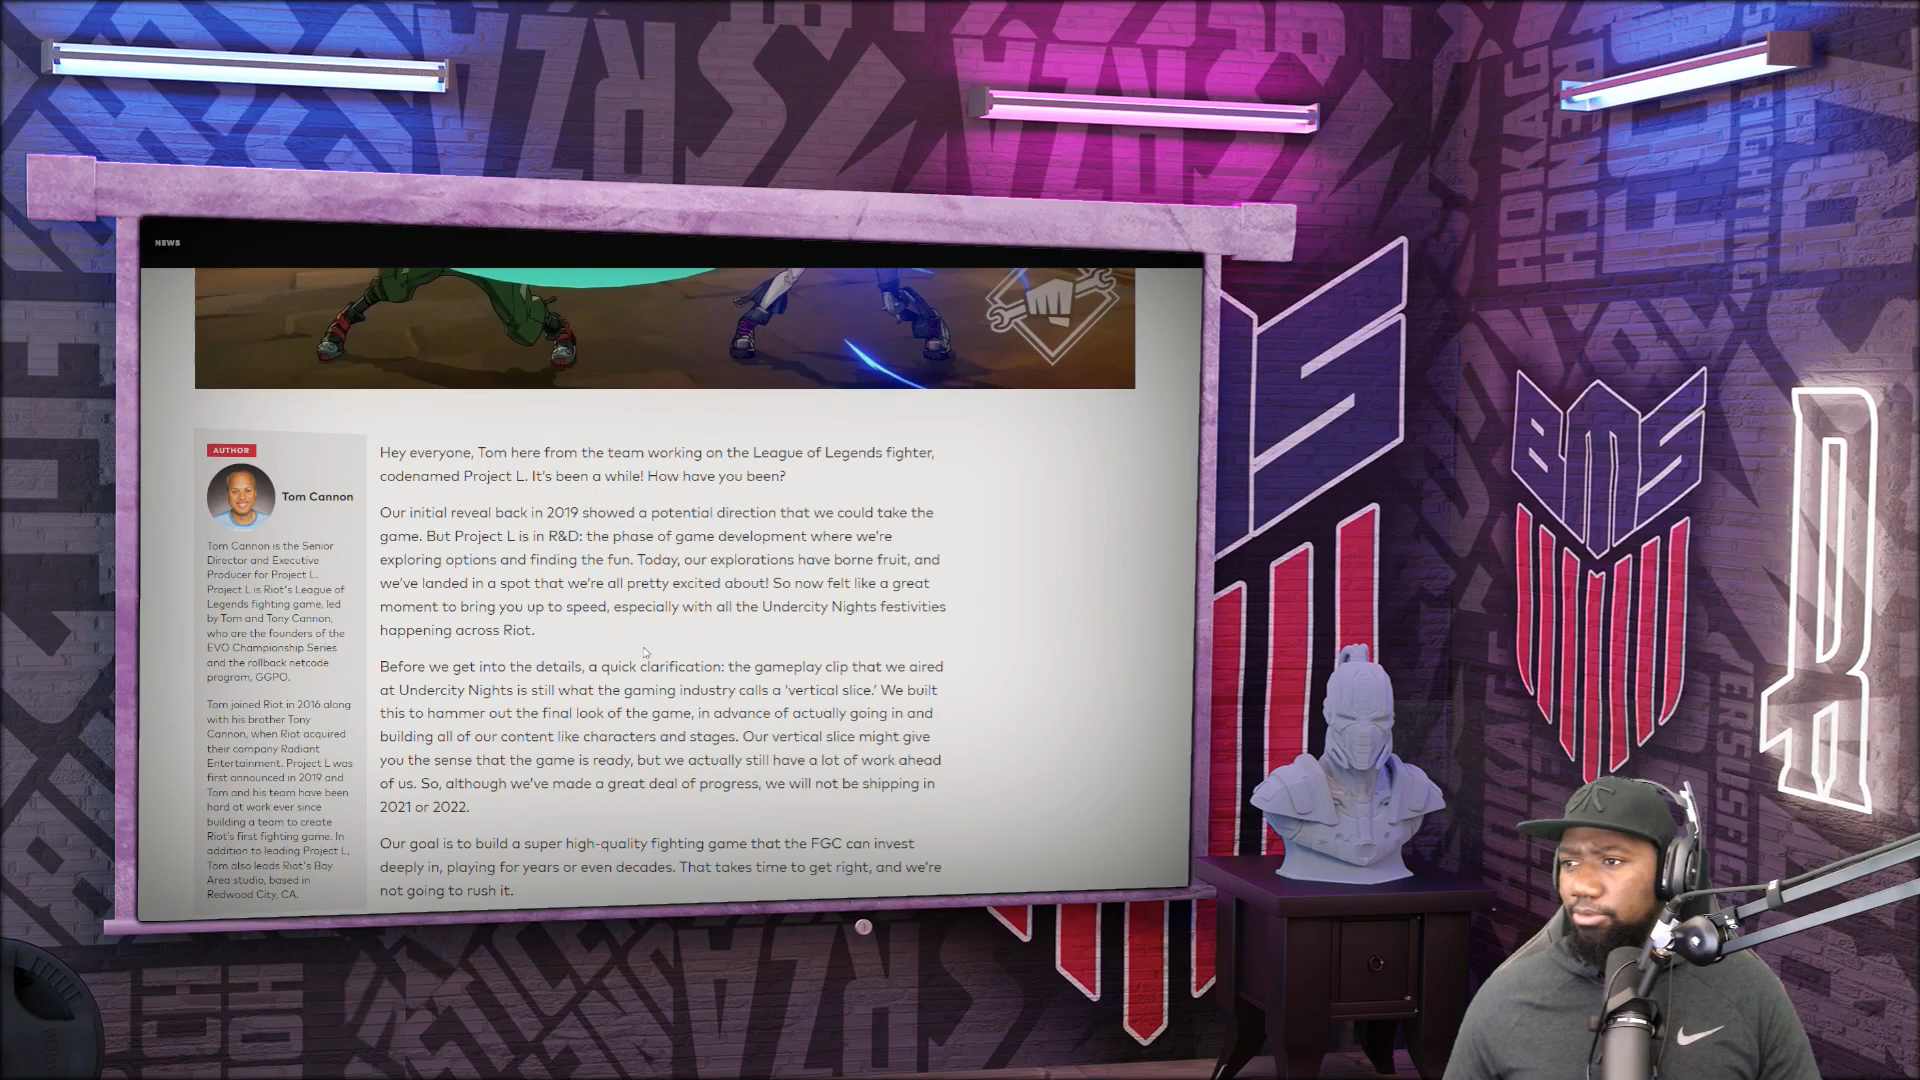 NEWS
AUTHOR
Tom Cannon
Tom Cannon is the Senior
Director and Executive
Producer for Project L.
Project L is Riot's League of
Legends fighting game, led
by Tom and Tony Cannon,
who are the founders of the
EVO Championship Series
and the rollback netcode
program, GGPO.
Tom joined Riot in 2016 along
with his brother Tony
Cannon, when Riot acquired
their company Radiant
Entertainment. Project L was
first announced in 2019 and
Tom and his team have been
hard at work ever since
building a team to create
Riot's first fighting game. In
addition to leading Project L,
Tom also leads Riot's Bay
Area studio, based in
Redwood City, CA.
Hey everyone, Tom here from the team working on the League of Legends fighter,
codenamed Project L. It's been a while! How have you been?
Our initial reveal back in 2019 showed a potential direction that we could take the
game. But Project L is in R&D: the phase of game development where we're
exploring options and finding the fun. Today, our explorations have borne fruit, and
we've landed in a spot that we're all pretty excited about! So now felt like a great
moment to bring you up to speed, especially with all the Undercity Nights festivities
happening across Riot.
Before we get into the details, a quick clarification: the gameplay clip that we aired
at Undercity Nights is still what the gaming industry calls a 'vertical slice.' We built
this to hammer out the final look of the game, in advance of actually going in and
building all of our content like characters and stages. Our vertical slice might give
you the sense that the game is ready, but we actually still have a lot of work ahead
of us. So, although we've made a great deal of progress, we will not be shipping in
2021 or 2022.
Our goal is to build a super high-quality fighting game that the FGC can invest
deeply in, playing for years or even decades. That takes time to get right, and we're
not going to rush it.
BMS